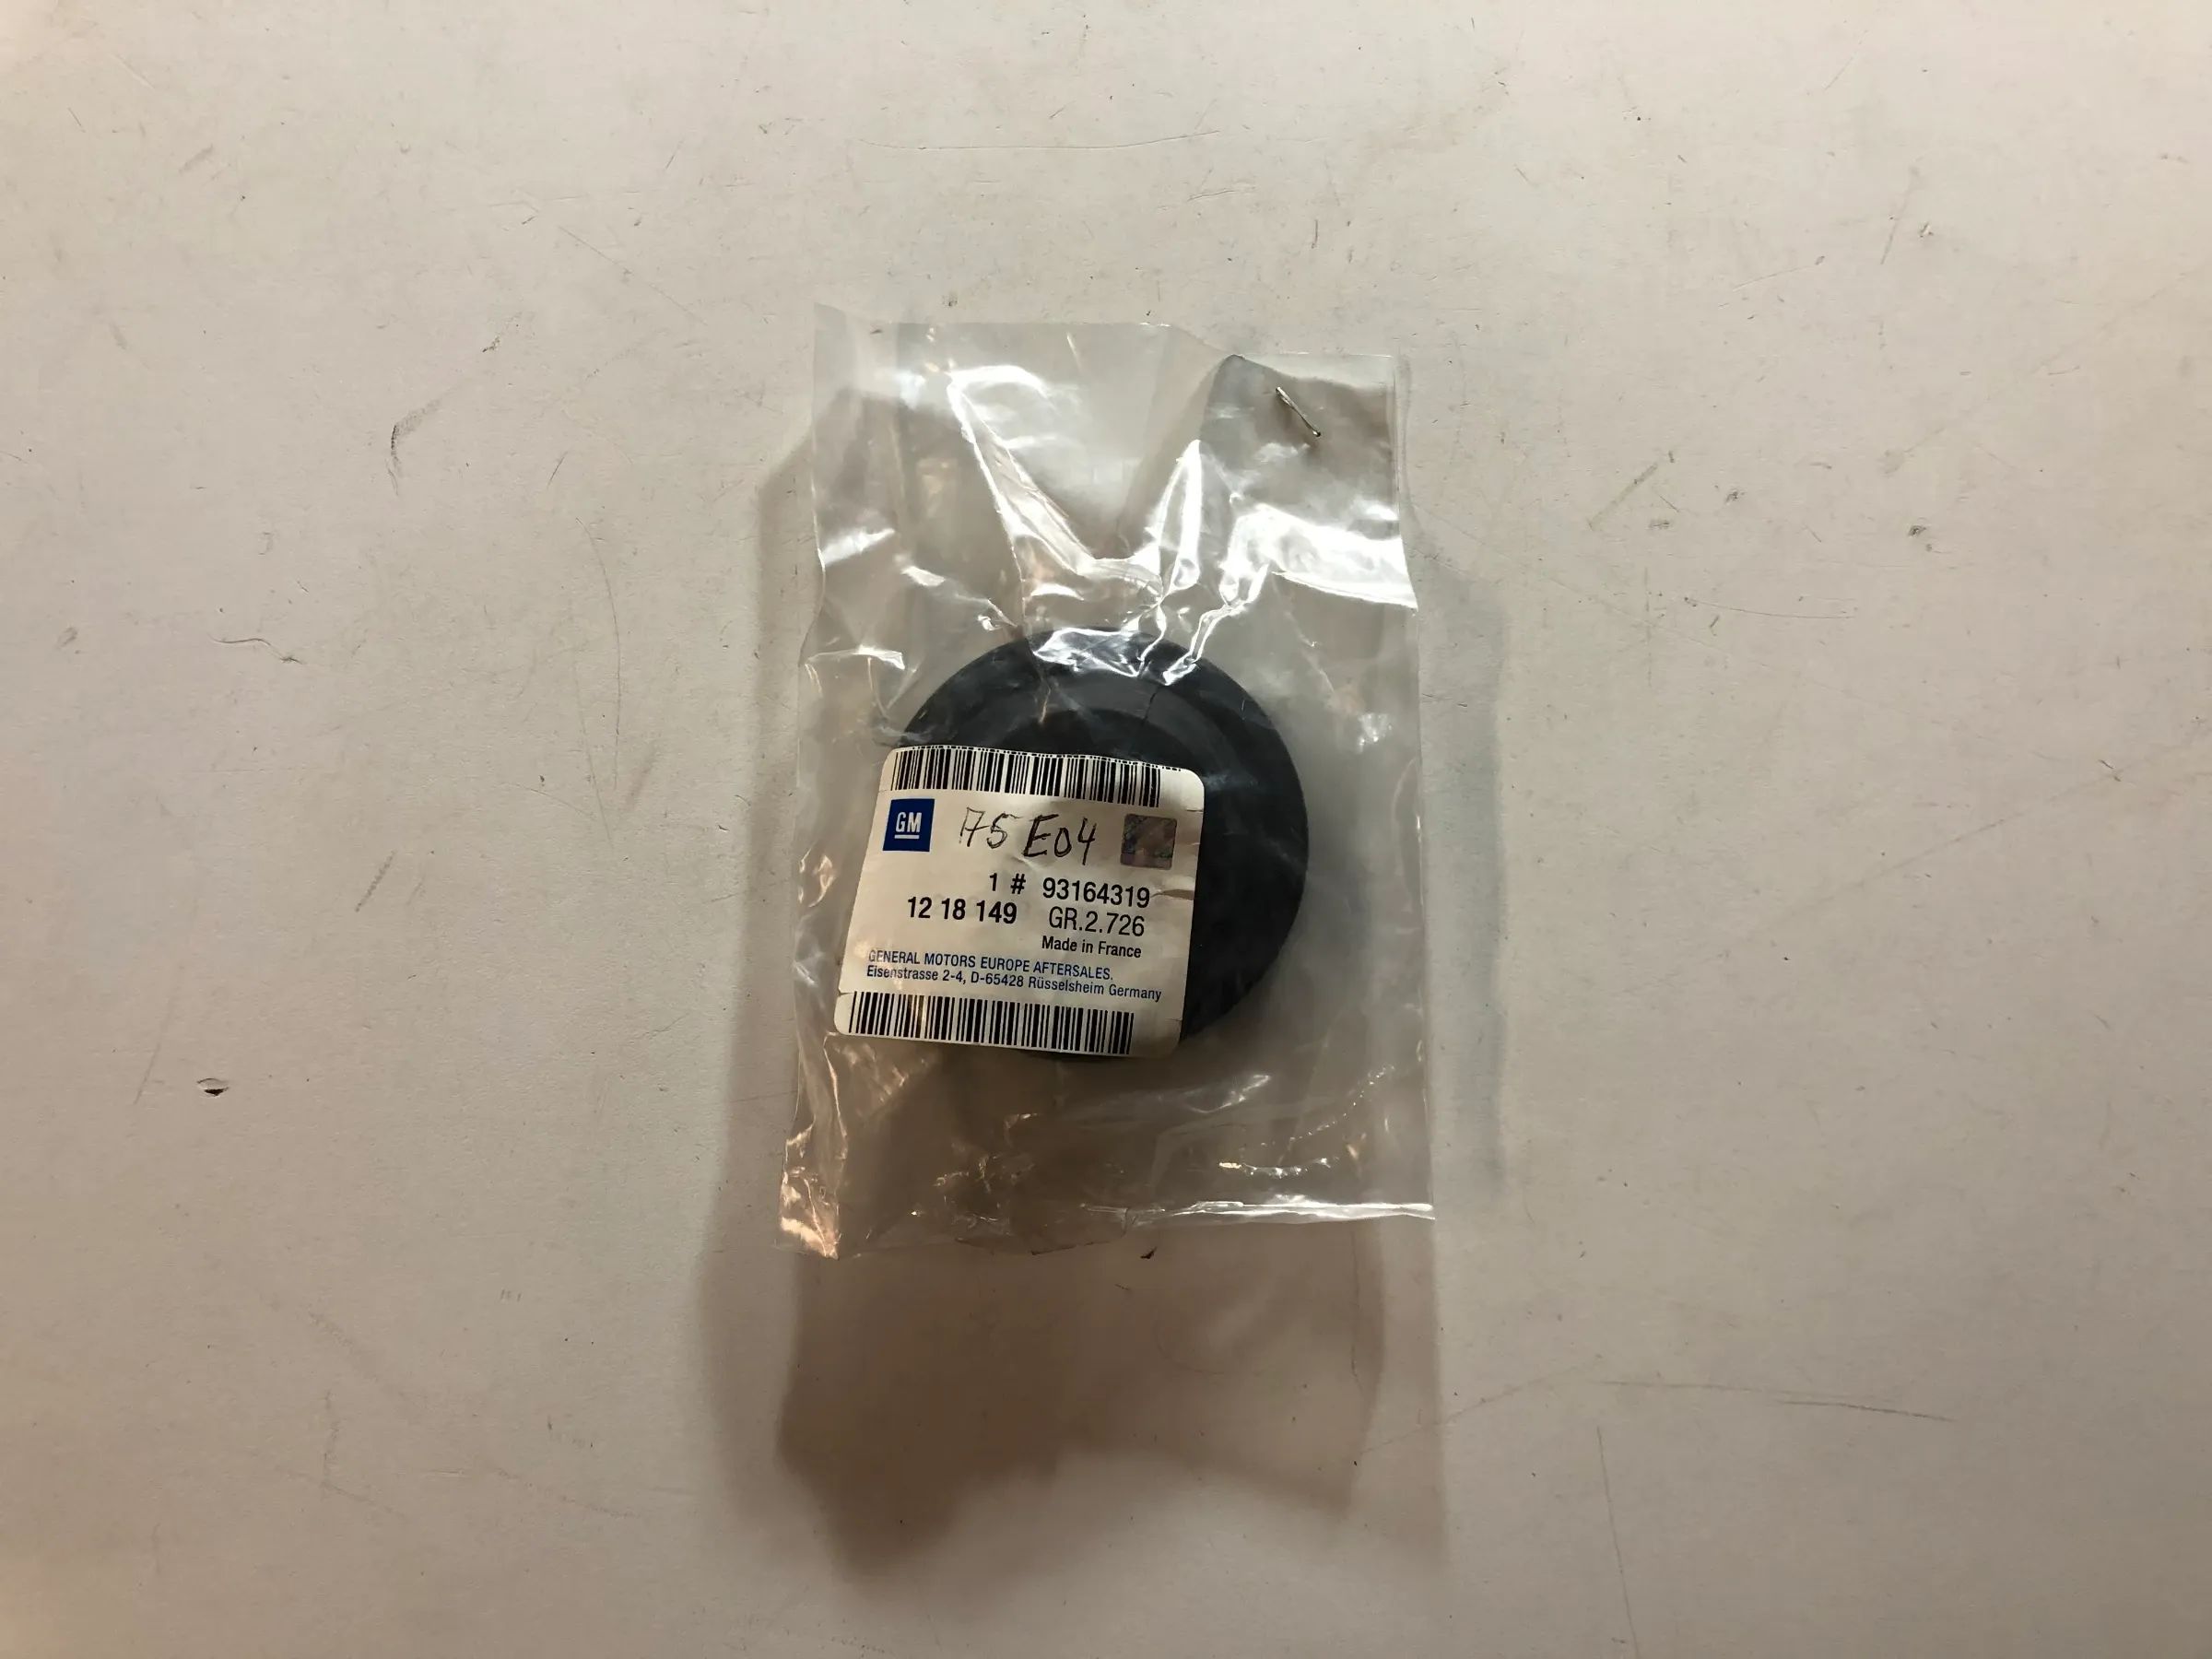 GM
175 E04
1 # 93164319
12 18 149 GR.2.726
Made in France
GENERAL MOTORS EUROPE AFTERSALES.
Eisenstrasse 2-4, D-65428 Rüsselsheim Germany